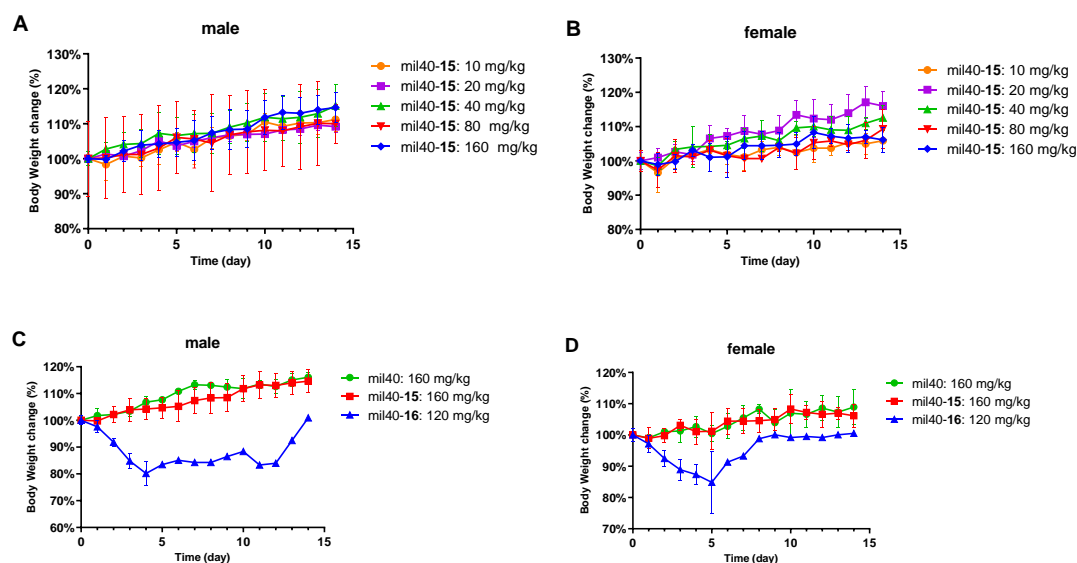 A
male
Body Weight change (%)
130%
120%
110%
100%
90%
80%
0
5
10
15
Time (day)
mil40-15: 10 mg/kg
mil40-15: 20 mg/kg
mil40-15: 40 mg/kg
mil40-15: 80 mg/kg
mil40-15: 160 mg/kg
B
female
Body Weight change (%)
130%
120%
110%
100%
90%
80%
0
5
10
15
Time (day)
mil40-15: 10 mg/kg
mil40-15: 20 mg/kg
mil40-15: 40 mg/kg
mil40-15: 80 mg/kg
mil40-15: 160 mg/kg
C
male
Body Weight change (%)
120%
110%
100%
90%
80%
70%
60%
0
5
10
15
Time (day)
mil40: 160 mg/kg
mil40-15: 160 mg/kg
mil40-16: 120 mg/kg
D
female
Body Weight change (%)
120%
110%
100%
90%
80%
70%
0
5
10
15
Time (day)
mil40: 160 mg/kg
mil40-15: 160 mg/kg
mil40-16: 120 mg/kg